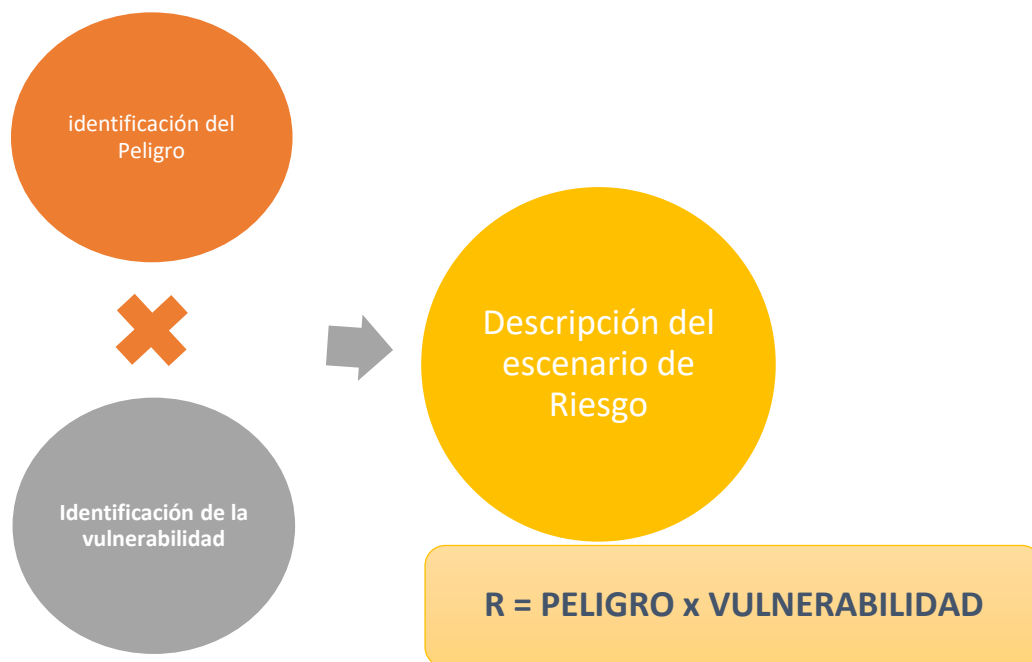 identificación del
Peligro
Identificación de la
vulnerabilidad
Descripción del
escenario de
Riesgo
R = PELIGRO x VULNERABILIDAD